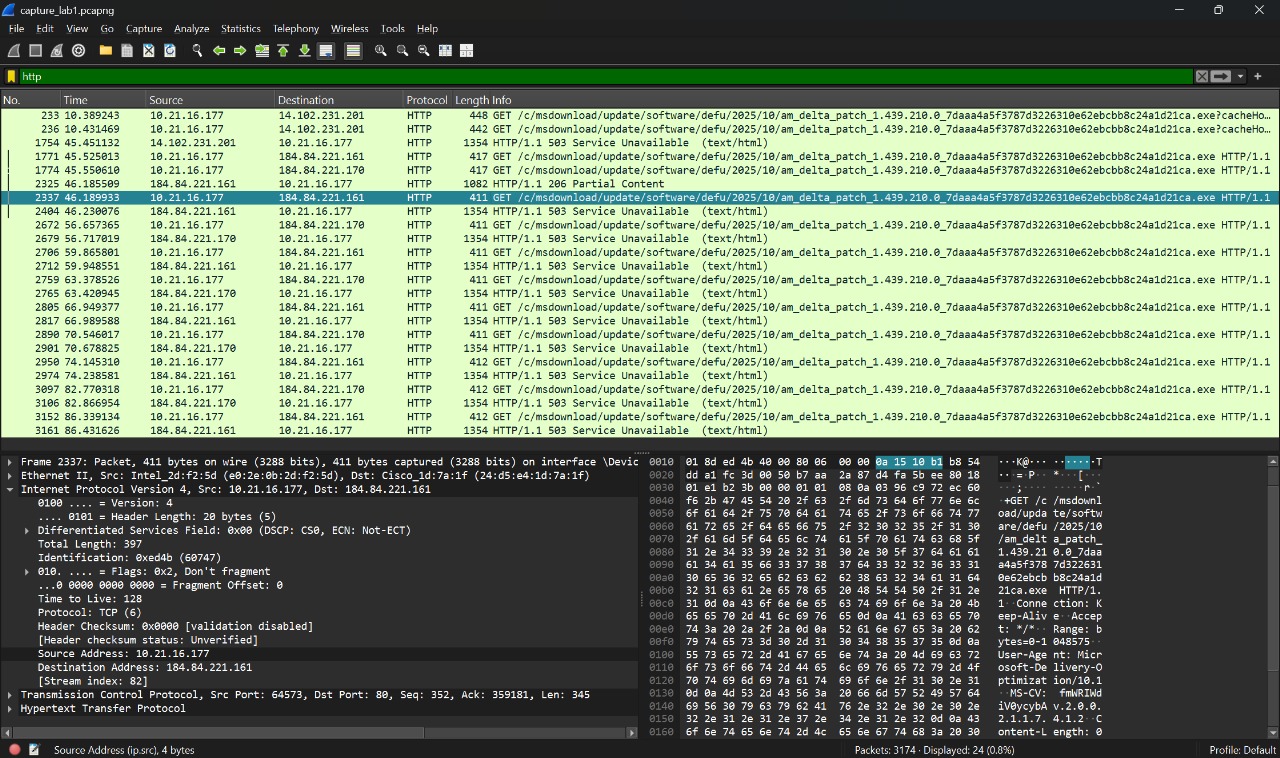 capture_lab1.pcapng
File Edit View Go Capture Analyze Statistics Telephony Wireless Tools Help
http
No. Time Source Destination Protocol Length Info
233 10.389243 10.21.16.177 14.102.231.201 HTTP 448 GET /c/msdownload/update/software/defu/2025/10/am_delta_patch_1.439.210.0_7daaa4a5f3787d3226310e62ebcbb8c24a1d21ca.exe?cacheHo...
236 10.431469 10.21.16.177 14.102.231.201 HTTP 442 GET /c/msdownload/update/software/defu/2025/10/am_delta_patch_1.439.210.0_7daaa4a5f3787d3226310e62ebcbb8c24a1d21ca.exe?cacheHo...
1754 45.451132 14.102.231.201 10.21.16.177 HTTP 1354 HTTP/1.1 503 Service Unavailable (text/html)
1771 45.525013 10.21.16.177 184.84.221.161 HTTP 417 GET /c/msdownload/update/software/defu/2025/10/am_delta_patch_1.439.210.0_7daaa4a5f3787d3226310e62ebcbb8c24a1d21ca.exe HTTP/1.1
1774 45.550610 10.21.16.177 184.84.221.170 HTTP 417 GET /c/msdownload/update/software/defu/2025/10/am_delta_patch_1.439.210.0_7daaa4a5f3787d3226310e62ebcbb8c24a1d21ca.exe HTTP/1.1
2325 46.185509 184.84.221.161 10.21.16.177 HTTP 1082 HTTP/1.1 206 Partial Content
2337 46.189933 10.21.16.177 184.84.221.161 HTTP 411 GET /c/msdownload/update/software/defu/2025/10/am_delta_patch_1.439.210.0_7daaa4a5f3787d3226310e62ebcbb8c24a1d21ca.exe HTTP/1.1
2404 46.230076 184.84.221.161 10.21.16.177 HTTP 1354 HTTP/1.1 503 Service Unavailable (text/html)
2672 56.657365 10.21.16.177 184.84.221.170 HTTP 411 GET /c/msdownload/update/software/defu/2025/10/am_delta_patch_1.439.210.0_7daaa4a5f3787d3226310e62ebcbb8c24a1d21ca.exe HTTP/1.1
2679 56.717019 184.84.221.170 10.21.16.177 HTTP 1354 HTTP/1.1 503 Service Unavailable (text/html)
2706 59.865801 10.21.16.177 184.84.221.161 HTTP 411 GET /c/msdownload/update/software/defu/2025/10/am_delta_patch_1.439.210.0_7daaa4a5f3787d3226310e62ebcbb8c24a1d21ca.exe HTTP/1.1
2712 59.948551 184.84.221.161 10.21.16.177 HTTP 1354 HTTP/1.1 503 Service Unavailable (text/html)
2759 63.378526 10.21.16.177 184.84.221.170 HTTP 411 GET /c/msdownload/update/software/defu/2025/10/am_delta_patch_1.439.210.0_7daaa4a5f3787d3226310e62ebcbb8c24a1d21ca.exe HTTP/1.1
2765 63.420945 184.84.221.170 10.21.16.177 HTTP 1354 HTTP/1.1 503 Service Unavailable (text/html)
2805 66.949377 10.21.16.177 184.84.221.161 HTTP 411 GET /c/msdownload/update/software/defu/2025/10/am_delta_patch_1.439.210.0_7daaa4a5f3787d3226310e62ebcbb8c24a1d21ca.exe HTTP/1.1
2817 66.989588 184.84.221.161 10.21.16.177 HTTP 1354 HTTP/1.1 503 Service Unavailable (text/html)
2890 70.546017 10.21.16.177 184.84.221.170 HTTP 411 GET /c/msdownload/update/software/defu/2025/10/am_delta_patch_1.439.210.0_7daaa4a5f3787d3226310e62ebcbb8c24a1d21ca.exe HTTP/1.1
2901 70.678825 184.84.221.170 10.21.16.177 HTTP 1354 HTTP/1.1 503 Service Unavailable (text/html)
2950 74.145310 10.21.16.177 184.84.221.161 HTTP 412 GET /c/msdownload/update/software/defu/2025/10/am_delta_patch_1.439.210.0_7daaa4a5f3787d3226310e62ebcbb8c24a1d21ca.exe HTTP/1.1
2974 74.238581 184.84.221.161 10.21.16.177 HTTP 1354 HTTP/1.1 503 Service Unavailable (text/html)
3097 82.770318 10.21.16.177 184.84.221.170 HTTP 412 GET /c/msdownload/update/software/defu/2025/10/am_delta_patch_1.439.210.0_7daaa4a5f3787d3226310e62ebcbb8c24a1d21ca.exe HTTP/1.1
3106 82.866954 184.84.221.170 10.21.16.177 HTTP 1354 HTTP/1.1 503 Service Unavailable (text/html)
3152 86.339134 10.21.16.177 184.84.221.161 HTTP 412 GET /c/msdownload/update/software/defu/2025/10/am_delta_patch_1.439.210.0_7daaa4a5f3787d3226310e62ebcbb8c24a1d21ca.exe HTTP/1.1
3161 86.431626 184.84.221.161 10.21.16.177 HTTP 1354 HTTP/1.1 503 Service Unavailable (text/html)
Frame 2337: Packet, 411 bytes on wire (3288 bits), 411 bytes captured (3288 bits) on interface \Devic
Ethernet II, Src: Intel_2d:f2:5d (e0:2e:0b:2d:f2:5d), Dst: Cisco_1d:7a:1f (24:d5:e4:1d:7a:1f)
Internet Protocol Version 4, Src: 10.21.16.177, Dst: 184.84.221.161
0100 .... = Version: 4
.... 0101 = Header Length: 20 bytes (5)
Differentiated Services Field: 0x00 (DSCP: CS0, ECN: Not-ECT)
Total Length: 397
Identification: 0xed4b (60747)
010. .... = Flags: 0x2, Don't fragment
...0 0000 0000 0000 = Fragment Offset: 0
Time to Live: 128
Protocol: TCP (6)
Header Checksum: 0x0000 [validation disabled]
[Header checksum status: Unverified]
Source Address: 10.21.16.177
Destination Address: 184.84.221.161
[Stream index: 82]
Transmission Control Protocol, Src Port: 64573, Dst Port: 80, Seq: 352, Ack: 359181, Len: 345
Hypertext Transfer Protocol
0010 01 8d ed 4b 40 00 80 06 00 00 0a 15 10 b1 b8 54 ···K@··· ·······T
0020 dd a1 fc 3d 00 50 b7 aa 2a 87 d4 fa 5b ee 80 18 ···=·P·· *···[···
0030 01 e1 b2 3b 00 00 01 01 08 0a 03 96 c9 72 ec 60 ···;···· ·····r·`
0040 f6 2b 47 45 54 20 2f 63 2f 6d 73 64 6f 77 6e 6c ·+GET /c /msdownl
0050 6f 61 64 2f 75 70 64 61 74 65 2f 73 6f 66 74 77 oad/upda te/softw
0060 61 72 65 2f 64 65 66 75 2f 32 30 32 35 2f 31 30 are/defu /2025/10
0070 2f 61 6d 5f 64 65 6c 74 61 5f 70 61 74 63 68 5f /am_delt a_patch_
0080 31 2e 34 33 39 2e 32 31 30 2e 30 5f 37 64 61 61 1.439.21 0.0_7daa
0090 61 34 61 35 66 33 37 38 37 64 33 32 32 36 33 31 a4a5f378 7d322631
00a0 30 65 36 32 65 62 63 62 62 38 63 32 34 61 31 64 0e62ebcb b8c24a1d
00b0 32 31 63 61 2e 65 78 65 20 48 54 54 50 2f 31 2e 21ca.exe HTTP/1.
00c0 31 0d 0a 43 6f 6e 6e 65 63 74 69 6f 6e 3a 20 4b 1··Conne ction: K
00d0 65 65 70 2d 41 6c 69 76 65 0d 0a 41 63 63 65 70 eep-Aliv e··Accep
00e0 74 3a 20 2a 2f 2a 0d 0a 52 61 6e 67 65 3a 20 62 t: */*·· Range: b
00f0 79 74 65 73 3d 30 2d 31 30 34 38 35 37 35 0d 0a ytes=0-1 048575··
0100 55 73 65 72 2d 41 67 65 6e 74 3a 20 4d 69 63 72 User-Age nt: Micr
0110 6f 73 6f 66 74 2d 44 65 6c 69 76 65 72 79 2d 4f osoft-De livery-O
0120 70 74 69 6d 69 7a 61 74 69 6f 6e 2f 31 30 2e 31 ptimizat ion/10.1
0130 0d 0a 4d 53 2d 43 56 3a 20 66 6d 57 52 49 57 64 ··MS-CV: fmWRIWd
0140 69 56 30 79 63 79 62 41 76 2e 32 2e 30 2e 30 2e iV0ycybA v.2.0.0.
0150 32 2e 31 2e 31 2e 37 2e 34 2e 31 2e 32 0d 0a 43 2.1.1.7. 4.1.2··C
0160 6f 6e 74 65 6e 74 2d 4c 65 6e 67 74 68 3a 20 30 ontent-L ength: 0
Source Address (ip.src), 4 bytes
Packets: 3174 · Displayed: 24 (0.8%)
Profile: Default